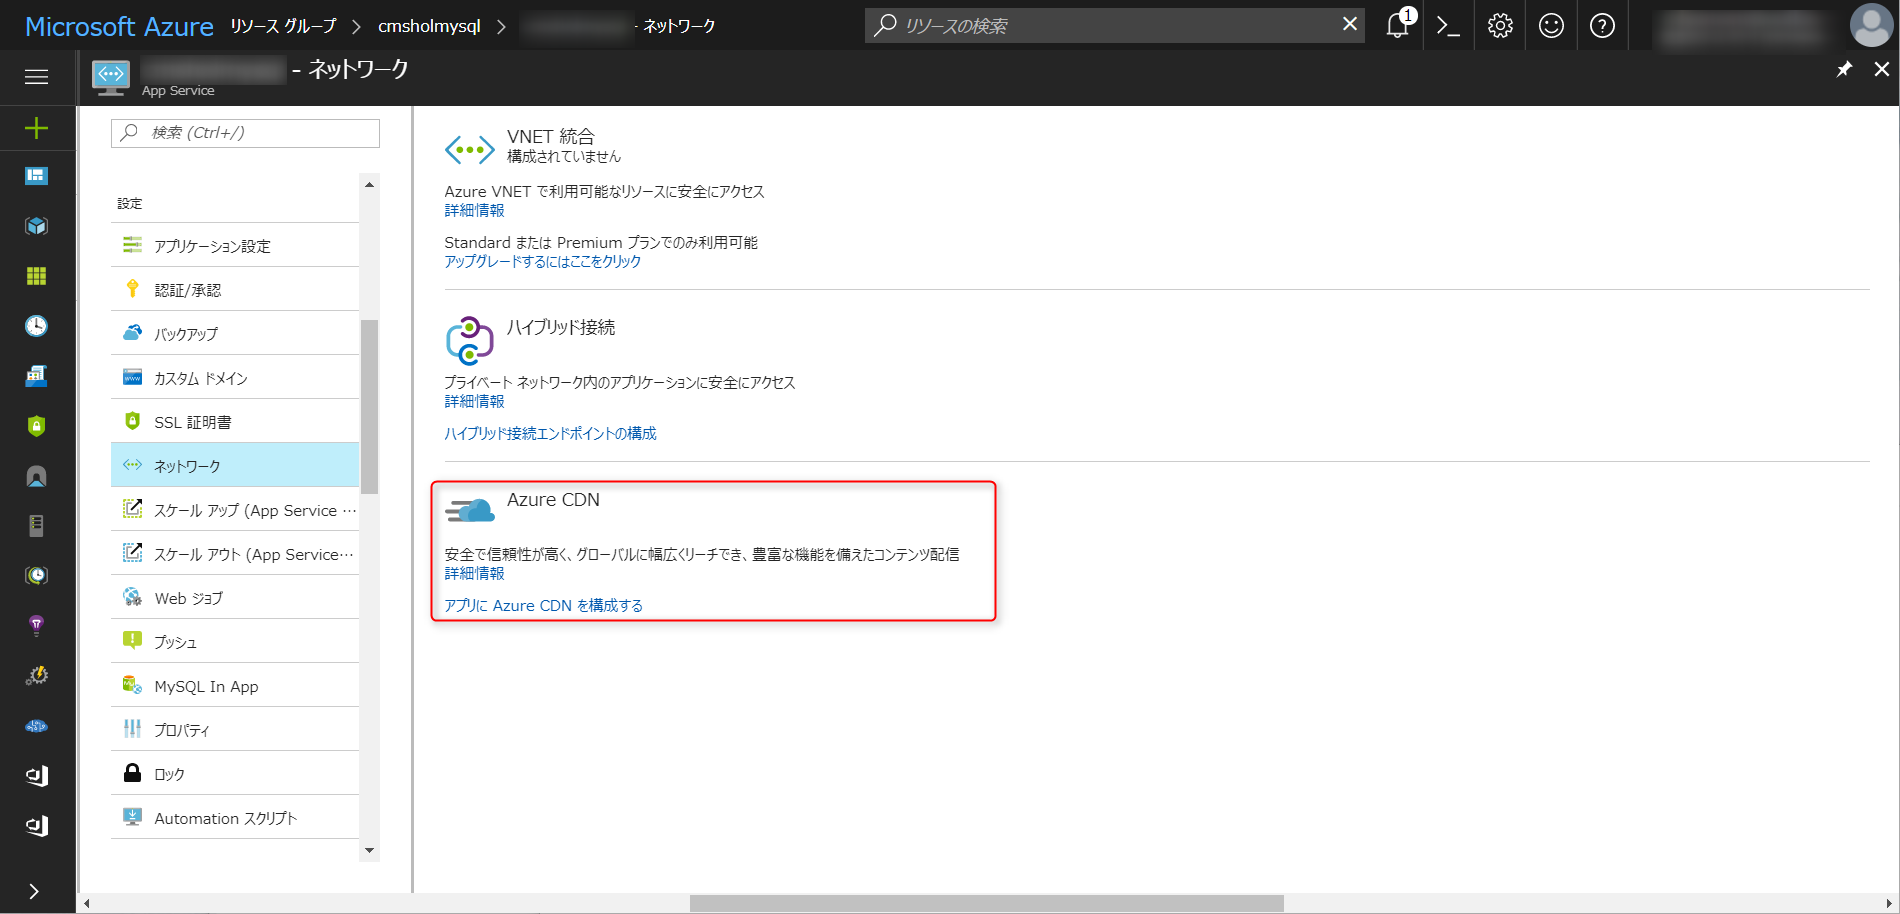 Microsoft Azure リソース グループ > cmsholmysql > - ネットワーク
リソースの検索
1
- ネットワーク
App Service
検索 (Ctrl+/)
設定
アプリケーション設定
認証/承認
バックアップ
カスタム ドメイン
SSL 証明書
ネットワーク
スケール アップ (App Service …
スケール アウト (App Service…
Web ジョブ
プッシュ
MySQL In App
プロパティ
ロック
Automation スクリプト
VNET 統合
構成されていません
Azure VNET で利用可能なリソースに安全にアクセス
詳細情報
Standard または Premium プランでのみ利用可能
アップグレードするにはここをクリック
ハイブリッド接続
プライベート ネットワーク内のアプリケーションに安全にアクセス
詳細情報
ハイブリッド接続エンドポイントの構成
Azure CDN
安全で信頼性が高く、グローバルに幅広くリーチでき、豊富な機能を備えたコンテンツ配信
詳細情報
アプリに Azure CDN を構成する